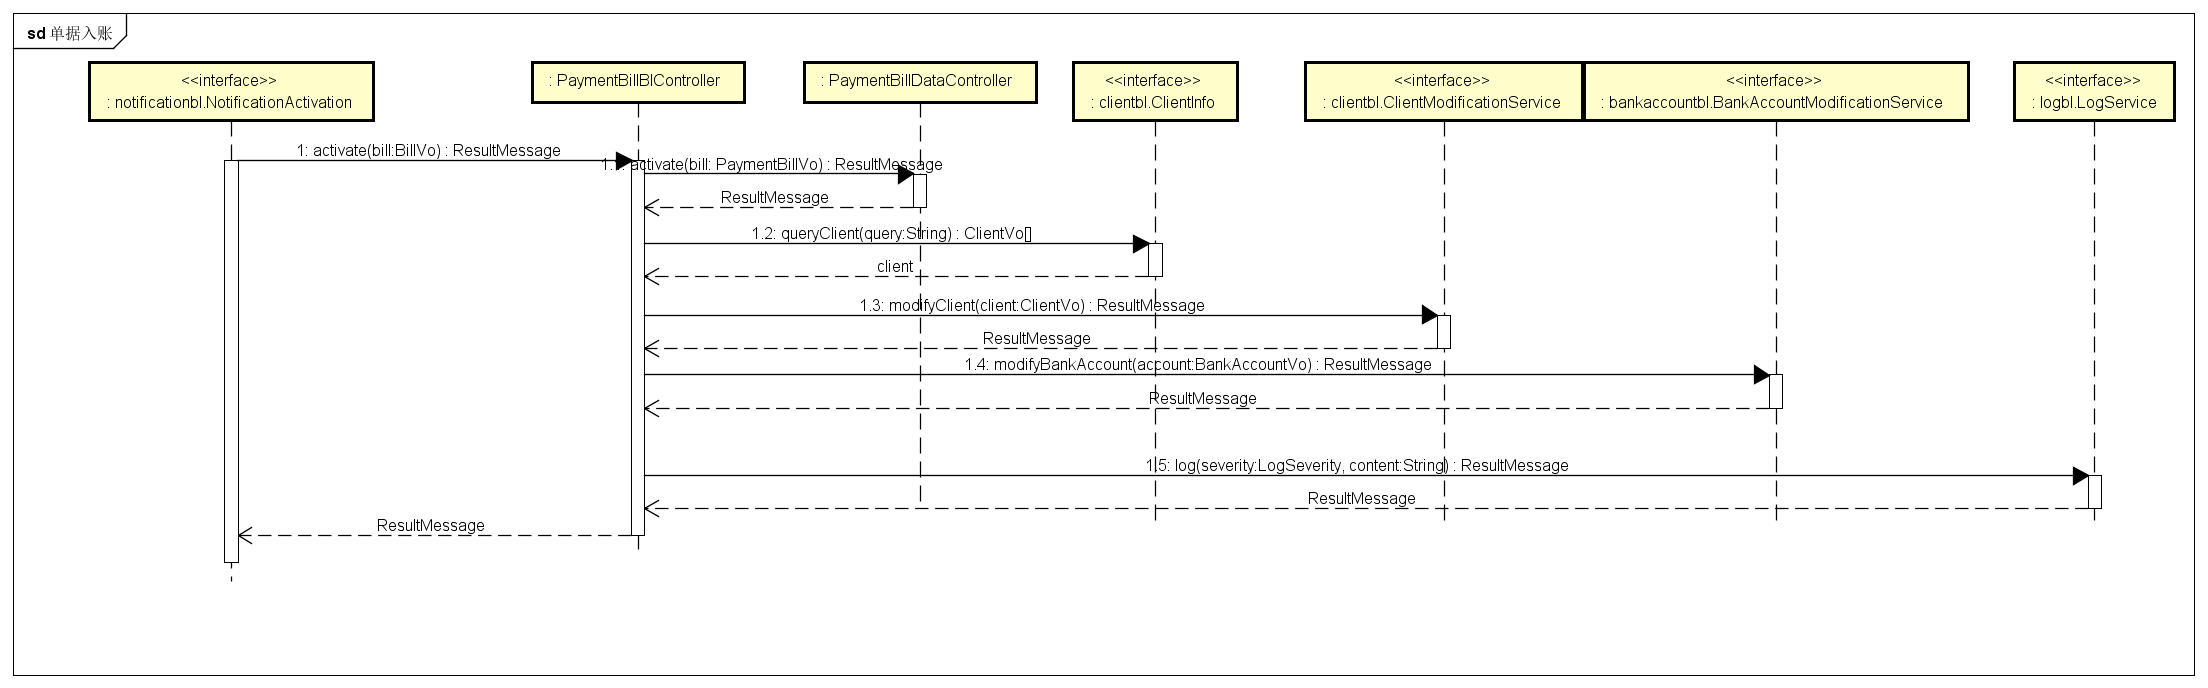 sd 单据入账
<<interface>>
: notificationbl.NotificationActivation
: PaymentBillBlController
: PaymentBillDataController
<<interface>>
: clientbl.ClientInfo
<<interface>>
: clientbl.ClientModificationService
<<interface>>
: bankaccountbl.BankAccountModificationService
<<interface>>
: logbl.LogService
1: activate(bill:BillVo) : ResultMessage
1.1: activate(bill: PaymentBillVo) : ResultMessage
ResultMessage
1.2: queryClient(query:String) : ClientVo[]
client
1.3: modifyClient(client:ClientVo) : ResultMessage
ResultMessage
1.4: modifyBankAccount(account:BankAccountVo) : ResultMessage
ResultMessage
1.5: log(severity:LogSeverity, content:String) : ResultMessage
ResultMessage
ResultMessage